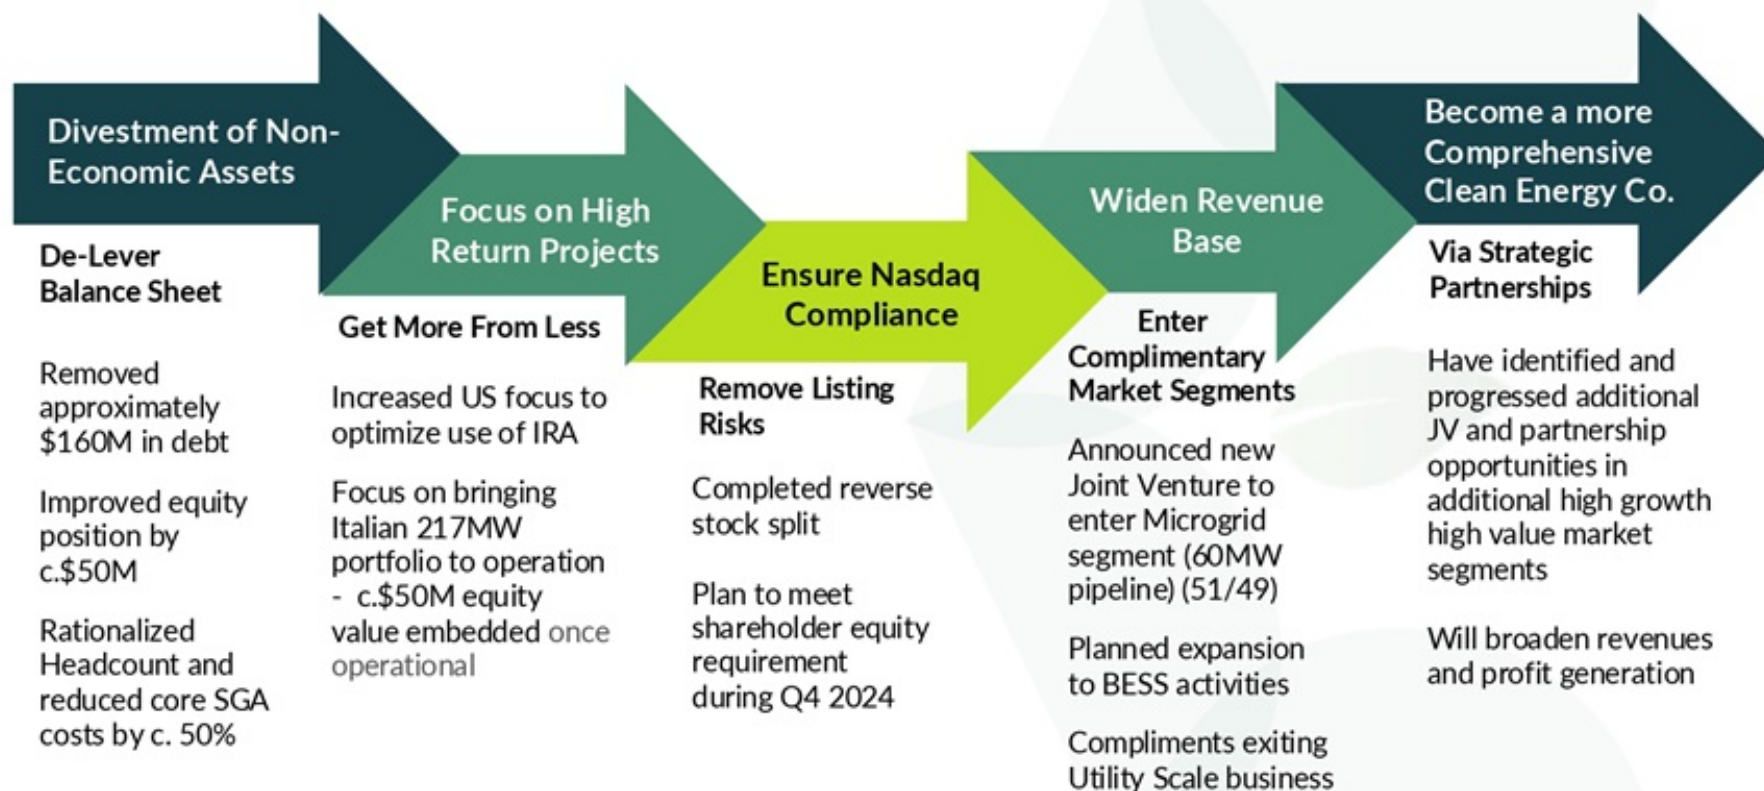 Divestment of Non-
Economic Assets
De-Lever
Balance Sheet
Removed
approximately
$160M in debt
Improved equity
position by
c.$50M
Rationalized
Headcount and
reduced core SGA
costs by c. 50%
Focus on High
Return Projects
Get More From Less
Increased US focus to
optimize use of IRA
Focus on bringing
Italian 217MW
portfolio to operation
- c.$50M equity
value embedded once
operational
Ensure Nasdaq
Compliance
Remove Listing
Risks
Completed reverse
stock split
Plan to meet
shareholder equity
requirement
during Q4 2024
Widen Revenue
Base
Enter
Complimentary
Market Segments
Announced new
Joint Venture to
enter Microgrid
segment (60MW
pipeline) (51/49)
Planned expansion
to BESS activities
Compliments exiting
Utility Scale business
Become a more
Comprehensive
Clean Energy Co.
Via Strategic
Partnerships
Have identified and
progressed additional
JV and partnership
opportunities in
additional high growth
high value market
segments
Will broaden revenues
and profit generation